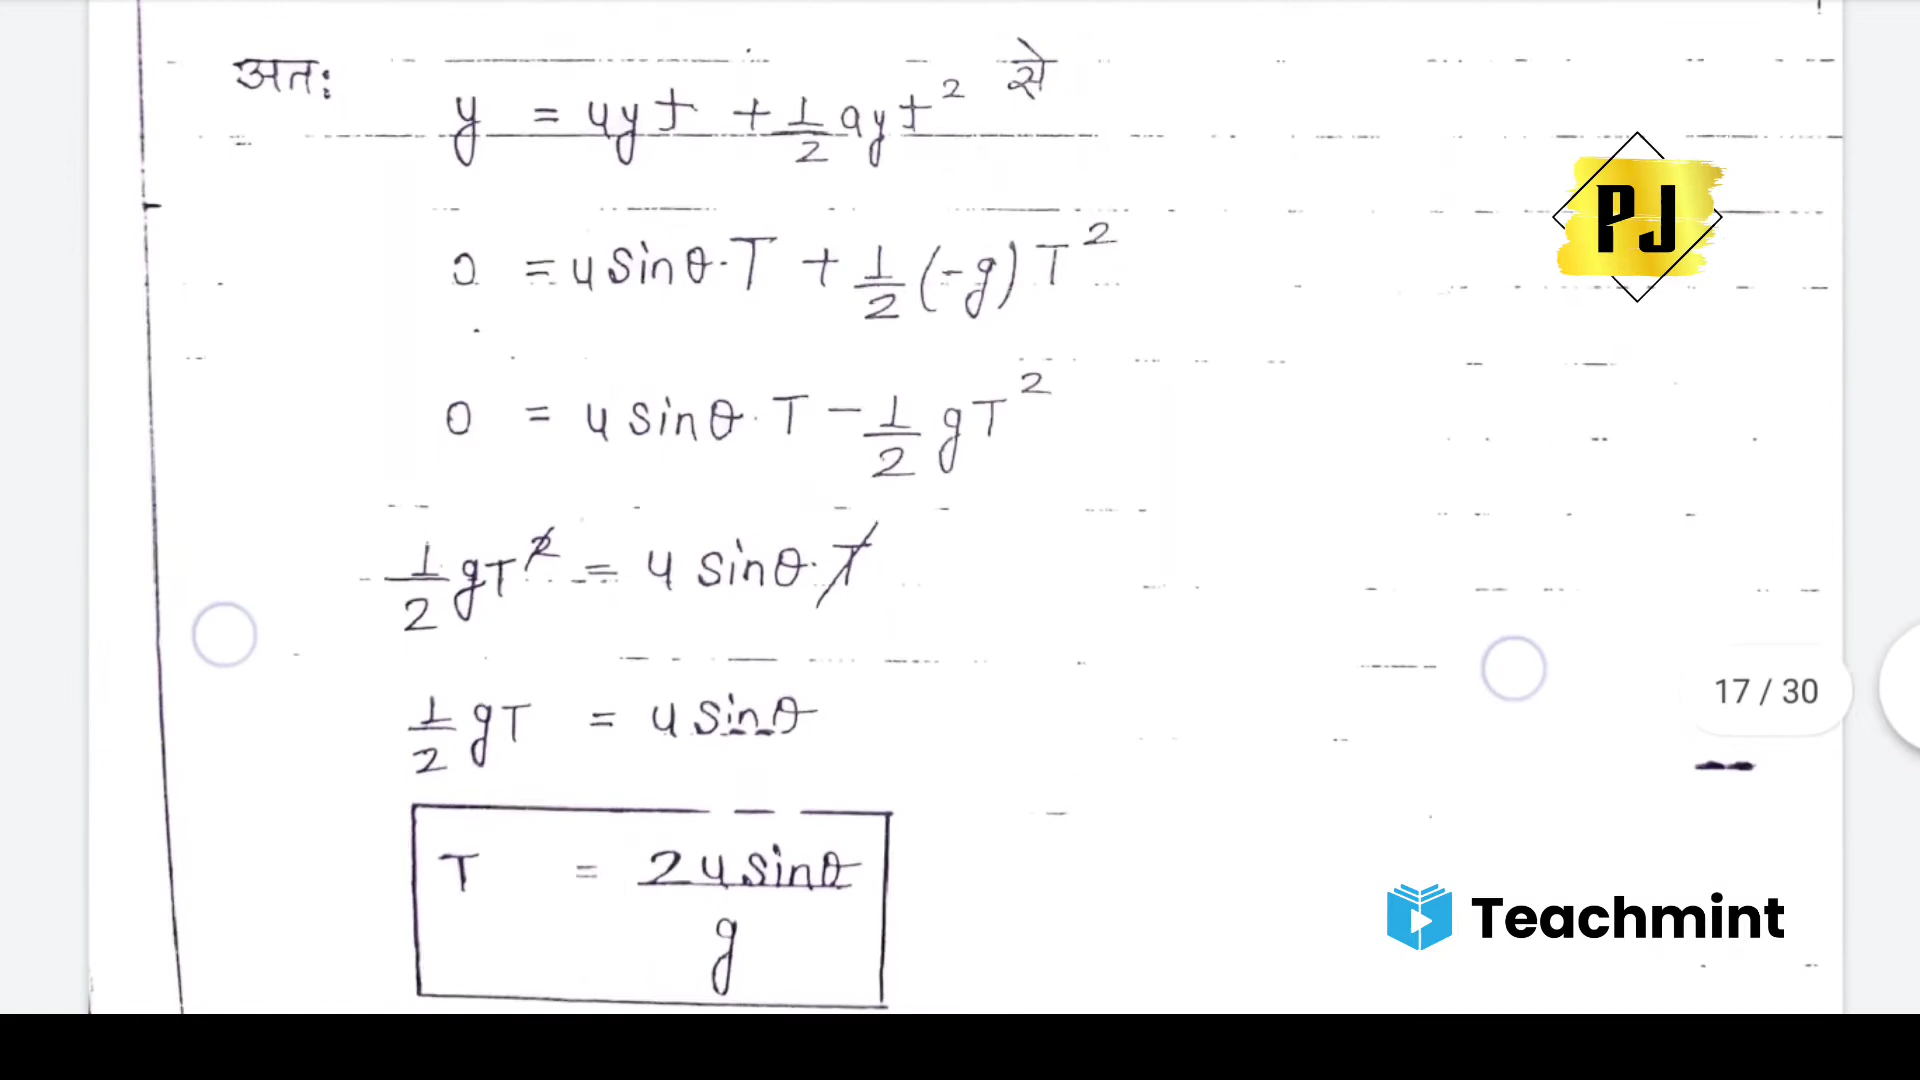 अतः y = uyt + 1/2 ayt² से
0 = u sinθ·T + 1/2 (-g) T²
0 = u sinθ·T - 1/2 gT²
1/2 gT² = u sinθ·T
1/2 gT = u sinθ
T = 2u sinθ / g
PJ
17 / 30
Teachmint